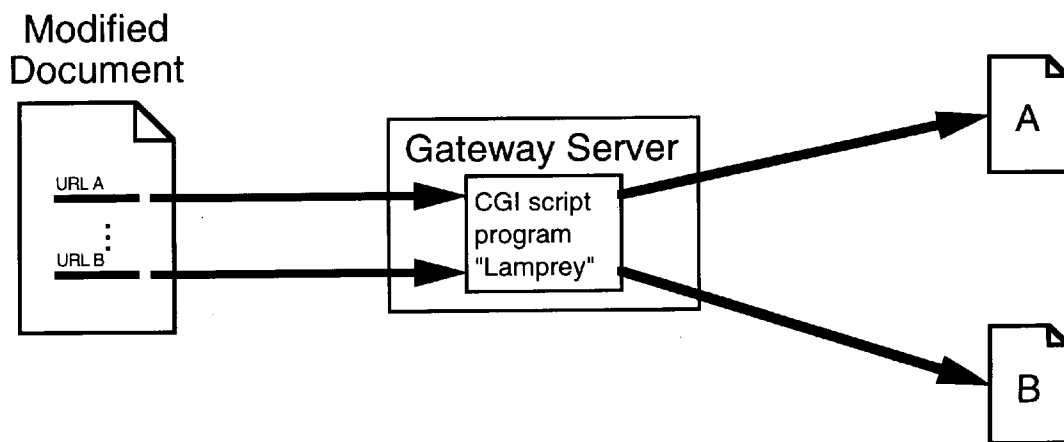 Modified
Document
URL A
URL B
Gateway Server
CGI script
program
"Lamprey"
A
B